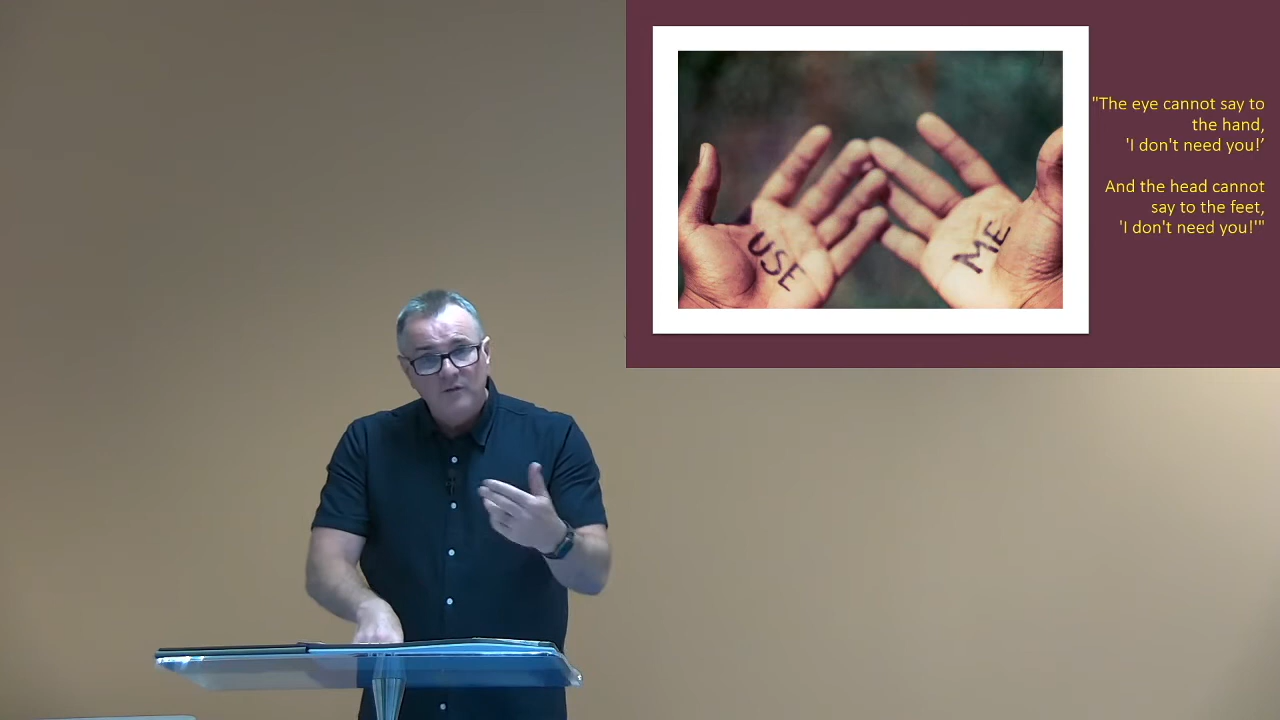 USE
ME
"The eye cannot say to
the hand,
'I don't need you!’
And the head cannot
say to the feet,
'I don't need you!'"